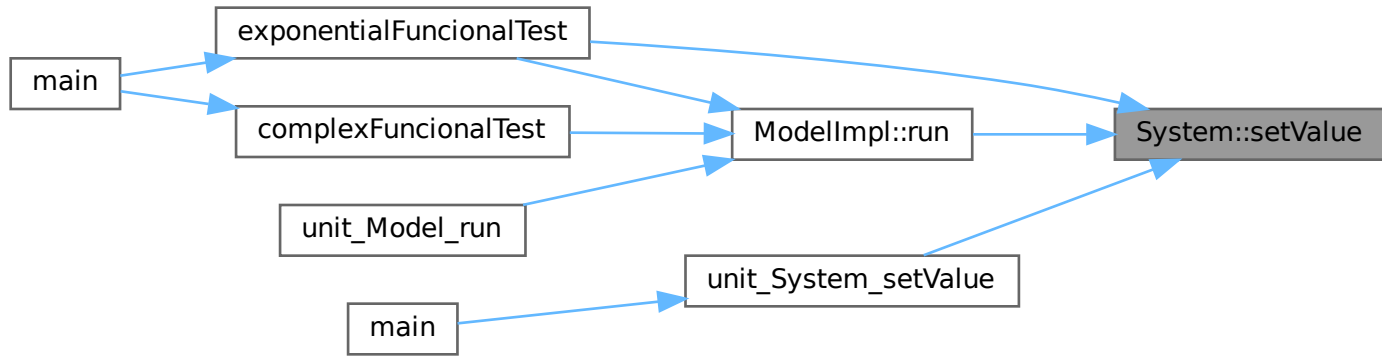 exponentialFuncionalTest
main
complexFuncionalTest
ModelImpl::run
System::setValue
unit_Model_run
unit_System_setValue
main